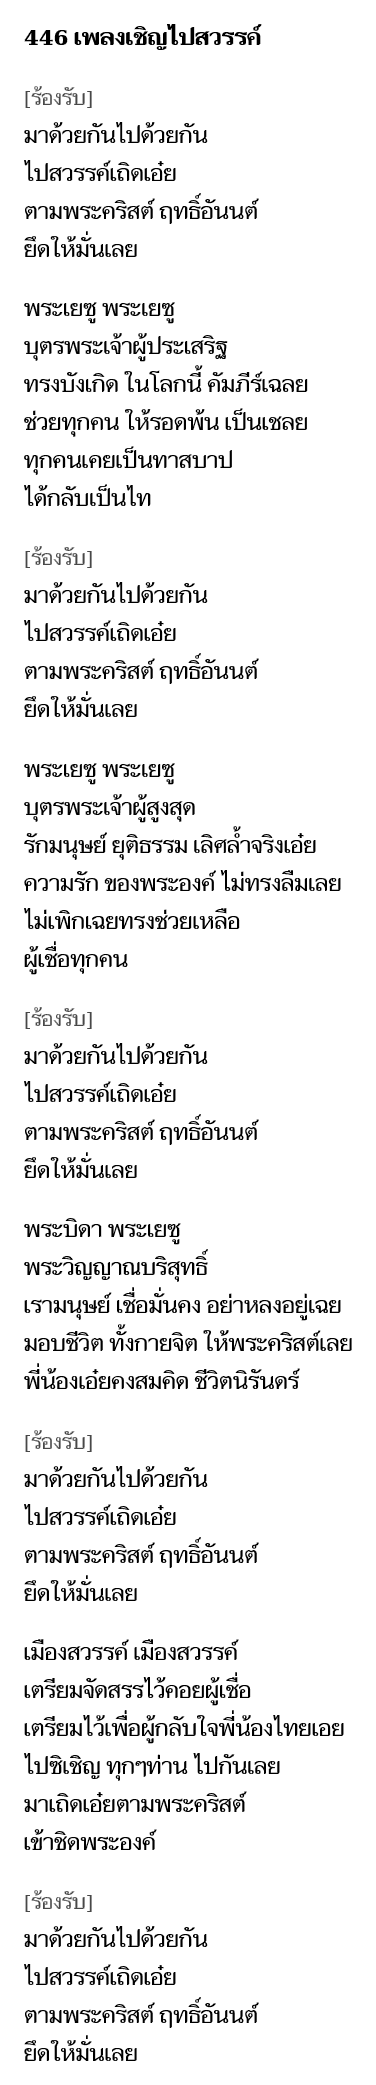 446 เพลงเชิญไปสวรรค์
[ร้องรับ]
มาด้วยกันไปด้วยกัน
ไปสวรรค์เถิดเอ๋ย
ตามพระคริสต์ ฤทธิ์อันนต์
ยึดให้มั่นเลย
พระเยซู พระเยซู
บุตรพระเจ้าผู้ประเสริฐ
ทรงบังเกิด ในโลกนี้ คัมภีร์เฉลย
ช่วยทุกคน ให้รอดพ้น เป็นเชลย
ทุกคนเคยเป็นทาสบาป
ได้กลับเป็นไท
[ร้องรับ]
มาด้วยกันไปด้วยกัน
ไปสวรรค์เถิดเอ๋ย
ตามพระคริสต์ ฤทธิ์อันนต์
ยึดให้มั่นเลย
พระเยซู พระเยซู
บุตรพระเจ้าผู้สูงสุด
รักมนุษย์ ยุติธรรม เลิศล้ำจริงเอ๋ย
ความรัก ของพระองค์ ไม่ทรงลืมเลย
ไม่เพิกเฉยทรงช่วยเหลือ
ผู้เชื่อทุกคน
[ร้องรับ]
มาด้วยกันไปด้วยกัน
ไปสวรรค์เถิดเอ๋ย
ตามพระคริสต์ ฤทธิ์อันนต์
ยึดให้มั่นเลย
พระบิดา พระเยซู
พระวิญญาณบริสุทธิ์
เรามนุษย์ เชื่อมั่นคง อย่าหลงอยู่เฉย
มอบชีวิต ทั้งกายจิต ให้พระคริสต์เลย
พี่น้องเอ๋ยคงสมคิด ชีวิตนิรันดร์
[ร้องรับ]
มาด้วยกันไปด้วยกัน
ไปสวรรค์เถิดเอ๋ย
ตามพระคริสต์ ฤทธิ์อันนต์
ยึดให้มั่นเลย
เมืองสวรรค์ เมืองสวรรค์
เตรียมจัดสรรไว้คอยผู้เชื่อ
เตรียมไว้เพื่อผู้กลับใจพี่น้องไทยเอย
ไปซิเชิญ ทุกๆท่าน ไปกันเลย
มาเถิดเอ๋ยตามพระคริสต์
เข้าชิดพระองค์
[ร้องรับ]
มาด้วยกันไปด้วยกัน
ไปสวรรค์เถิดเอ๋ย
ตามพระคริสต์ ฤทธิ์อันนต์
ยึดให้มั่นเลย